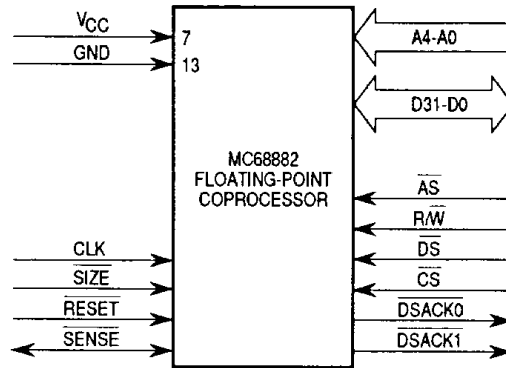 VCC
7
GND
13
A4-A0
D31-D0
MC68882
FLOATING-POINT
COPROCESSOR
AS
R/W
DS
CS
CLK
SIZE
RESET
SENSE
DSACK0
DSACK1